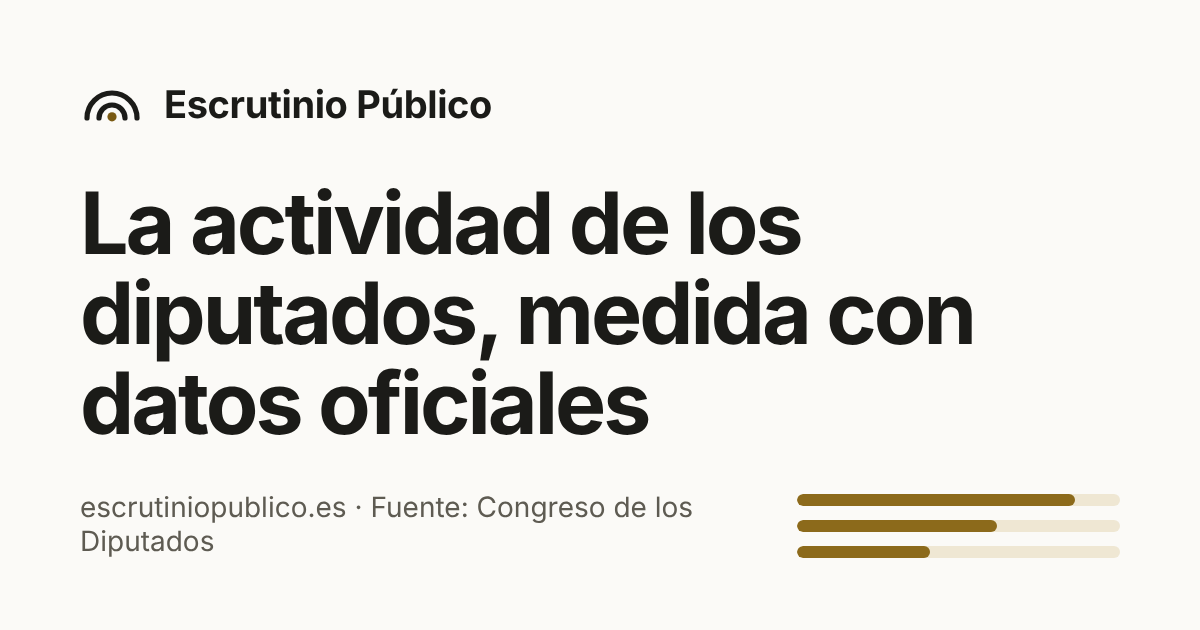 Escrutinio Público
La actividad de los
diputados, medida con
datos oficiales
escrutiniopublico.es · Fuente: Congreso de los
Diputados